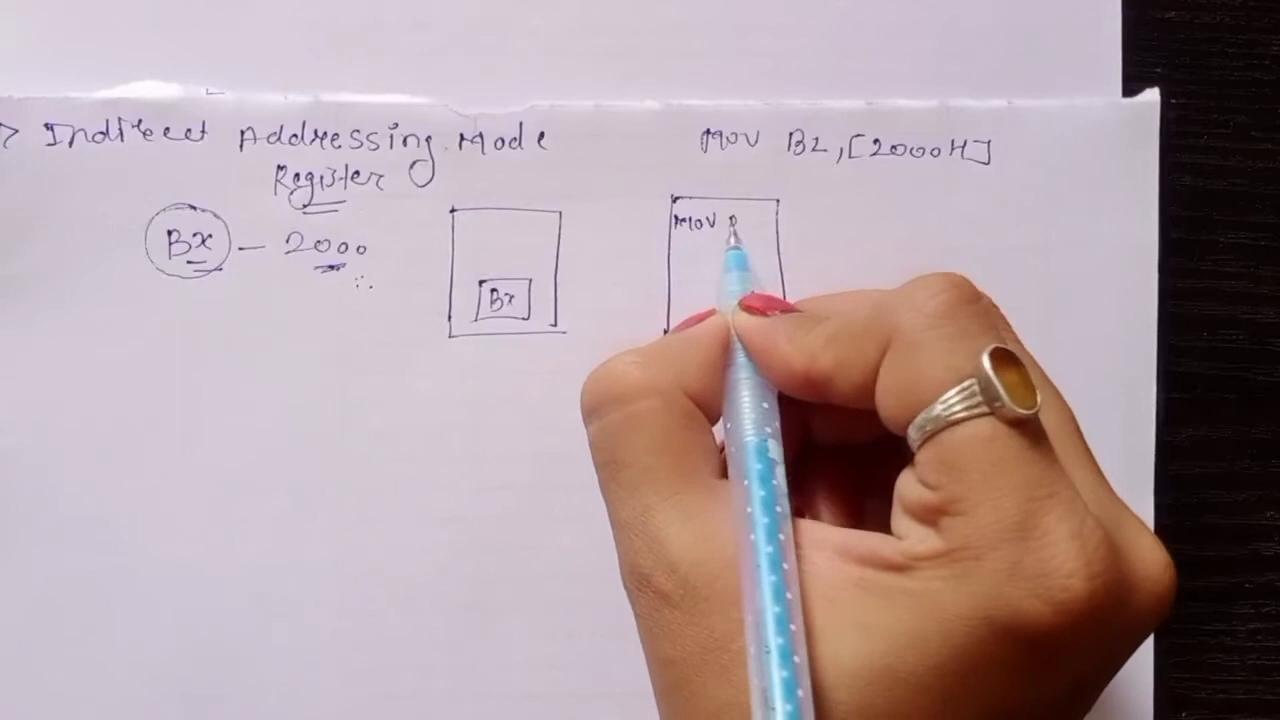 > Indirect Addressing Mode
Register
MOV BL,[2000H]
Bx - 2000
Bx
MOV